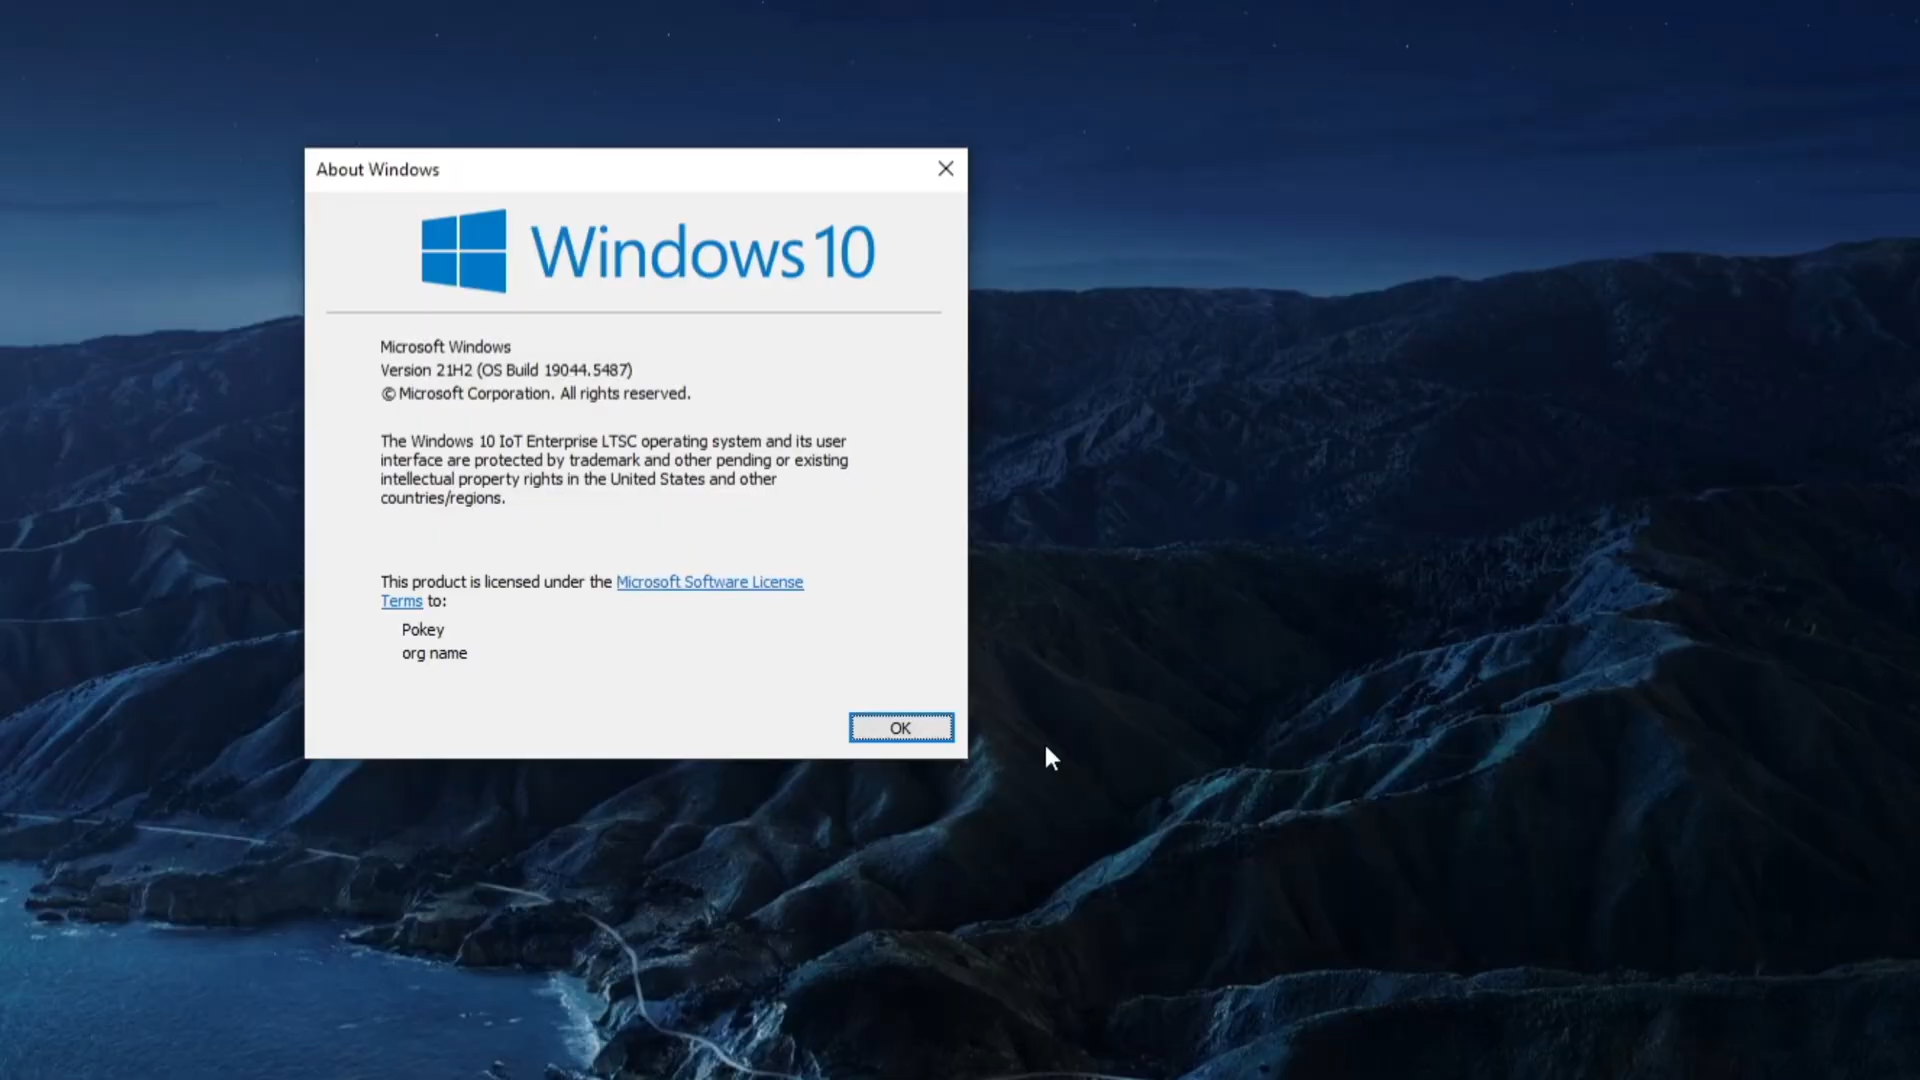 About Windows
Windows 10
Microsoft Windows
Version 21H2 (OS Build 19044.5487)
© Microsoft Corporation. All rights reserved.
The Windows 10 IoT Enterprise LTSC operating system and its user
interface are protected by trademark and other pending or existing
intellectual property rights in the United States and other
countries/regions.
This product is licensed under the Microsoft Software License
Terms to:
Pokey
org name
OK